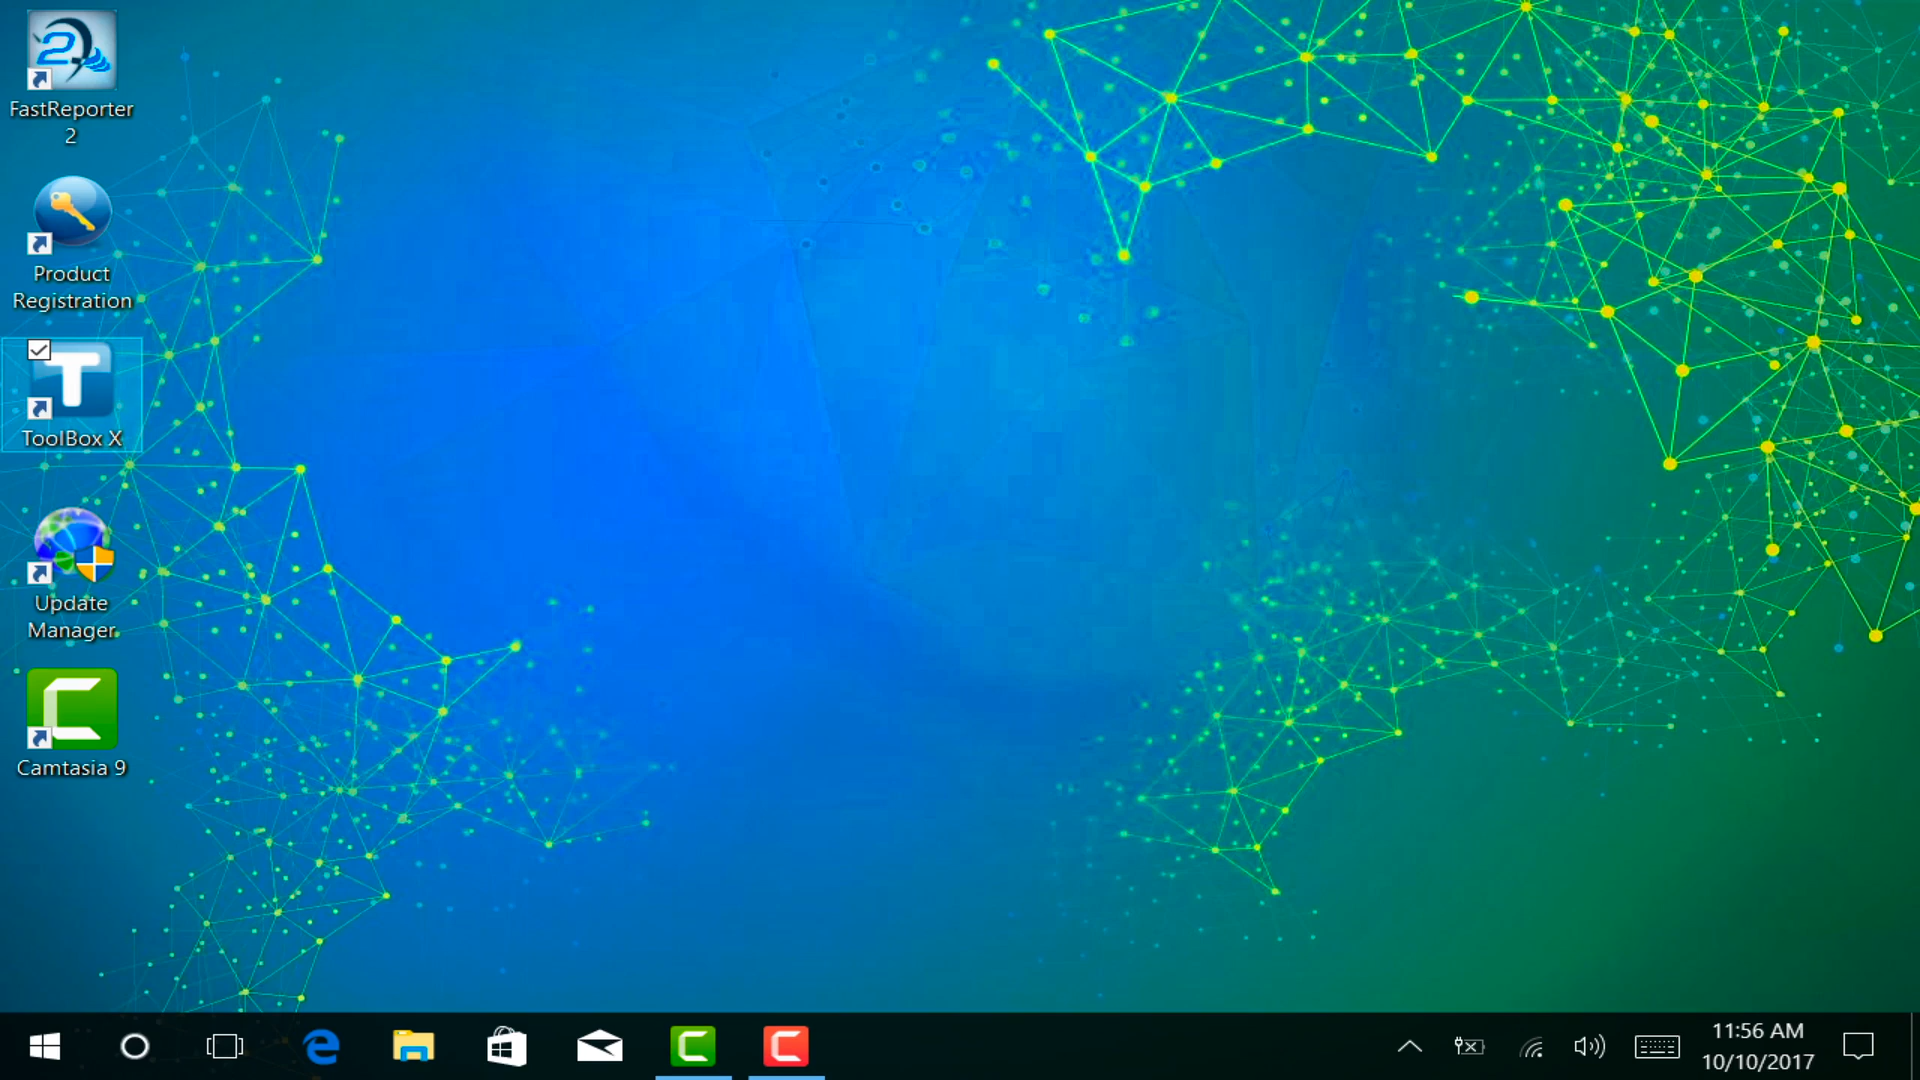 FastReporter
2
Product
Registration
T
ToolBox X
Update
Manager
C
Camtasia 9
11:56 AM
10/10/2017